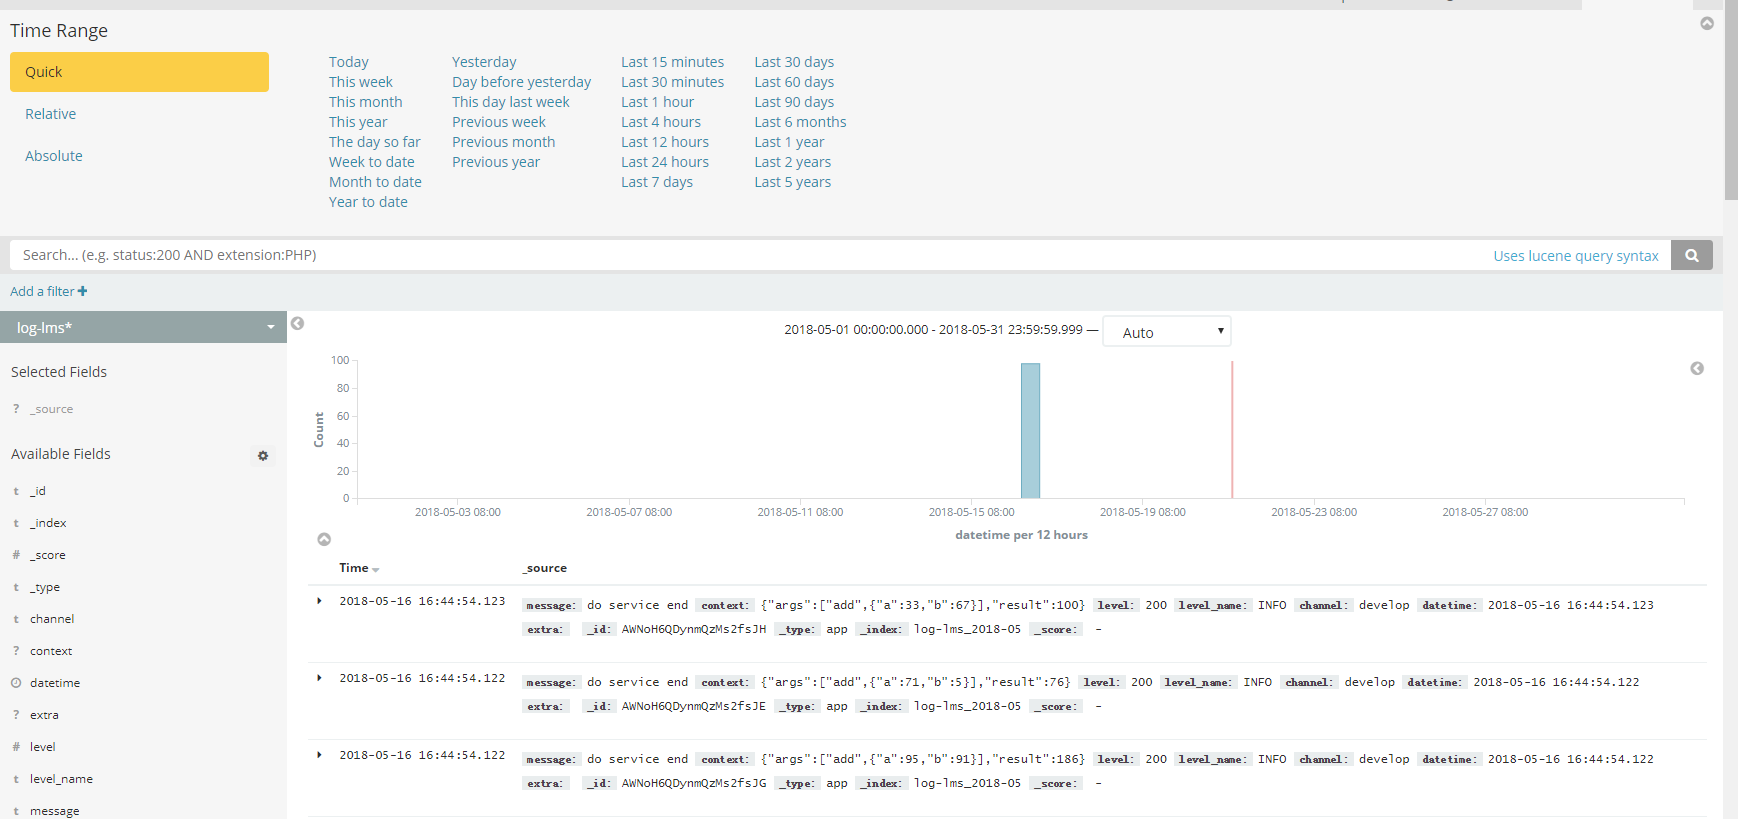 Time Range
Quick
Relative
Absolute
Today
This week
This month
This year
The day so far
Week to date
Month to date
Year to date
Yesterday
Day before yesterday
This day last week
Previous week
Previous month
Previous year
Last 15 minutes
Last 30 minutes
Last 1 hour
Last 4 hours
Last 12 hours
Last 24 hours
Last 7 days
Last 30 days
Last 60 days
Last 90 days
Last 6 months
Last 1 year
Last 2 years
Last 5 years
Search... (e.g. status:200 AND extension:PHP)
Uses lucene query syntax
Add a filter +
log-lms*
Selected Fields
? _source
Available Fields
t _id
t _index
# _score
t _type
t channel
? context
datetime
? extra
# level
t level_name
t message
2018-05-01 00:00:00.000 - 2018-05-31 23:59:59.999 — Auto
Count
100
80
60
40
20
0
2018-05-03 08:00
2018-05-07 08:00
2018-05-11 08:00
2018-05-15 08:00
2018-05-19 08:00
2018-05-23 08:00
2018-05-27 08:00
datetime per 12 hours
Time _source
2018-05-16 16:44:54.123 message: do service end context: {"args":["add",{"a":33,"b":67}],"result":100} level: 200 level_name: INFO channel: develop datetime: 2018-05-16 16:44:54.123
extra: _id: AWNoH6QDynmQzMs2fsJH _type: app _index: log-lms_2018-05 _score: -
2018-05-16 16:44:54.122 message: do service end context: {"args":["add",{"a":71,"b":5}],"result":76} level: 200 level_name: INFO channel: develop datetime: 2018-05-16 16:44:54.122
extra: _id: AWNoH6QDynmQzMs2fsJE _type: app _index: log-lms_2018-05 _score: -
2018-05-16 16:44:54.122 message: do service end context: {"args":["add",{"a":95,"b":91}],"result":186} level: 200 level_name: INFO channel: develop datetime: 2018-05-16 16:44:54.122
extra: _id: AWNoH6QDynmQzMs2fsJG _type: app _index: log-lms_2018-05 _score: -